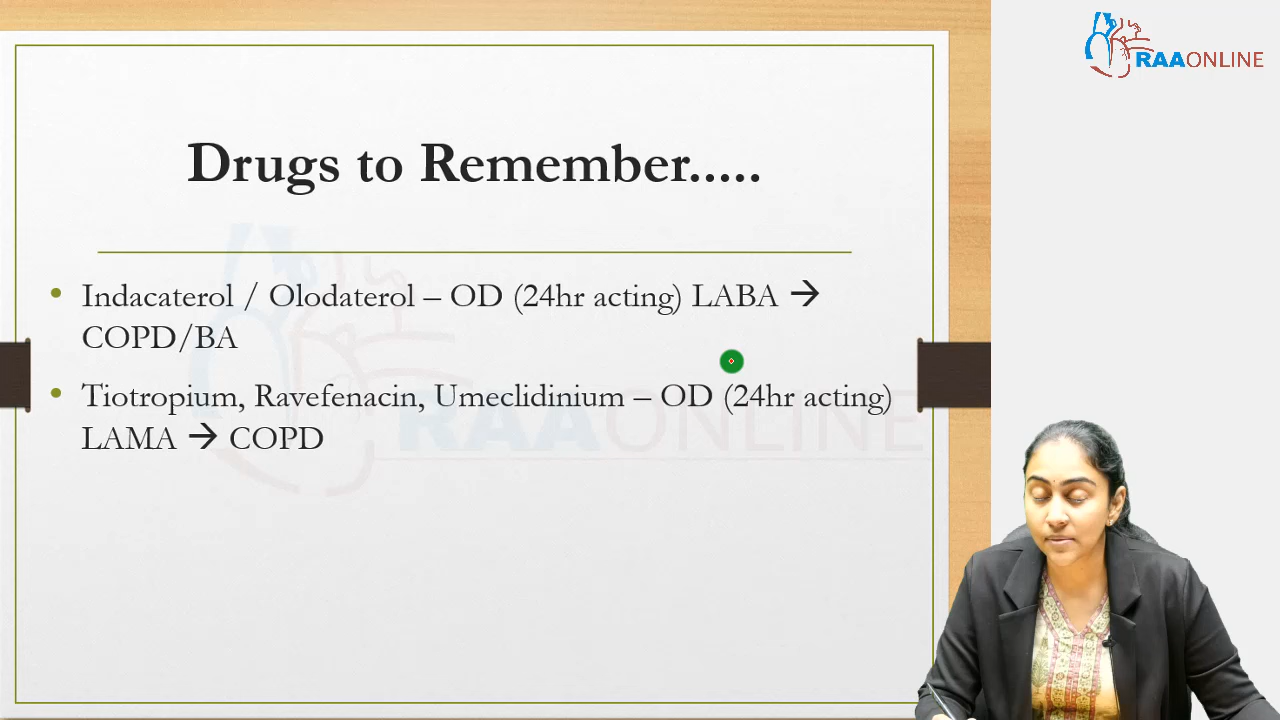 RAAONLINE
Drugs to Remember.....
• Indacaterol / Olodaterol – OD (24hr acting) LABA →
COPD/BA
• Tiotropium, Ravefenacin, Umeclidinium – OD (24hr acting)
LAMA → COPD
RAAONLINE